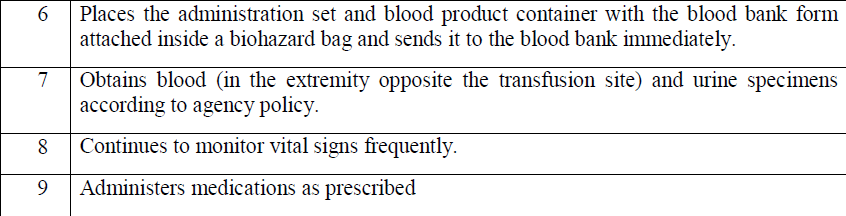 6 Places the administration set and blood product container with the blood bank form
attached inside a biohazard bag and sends it to the blood bank immediately.
7 Obtains blood (in the extremity opposite the transfusion site) and urine specimens
according to agency policy.
8 Continues to monitor vital signs frequently.
9 Administers medications as prescribed